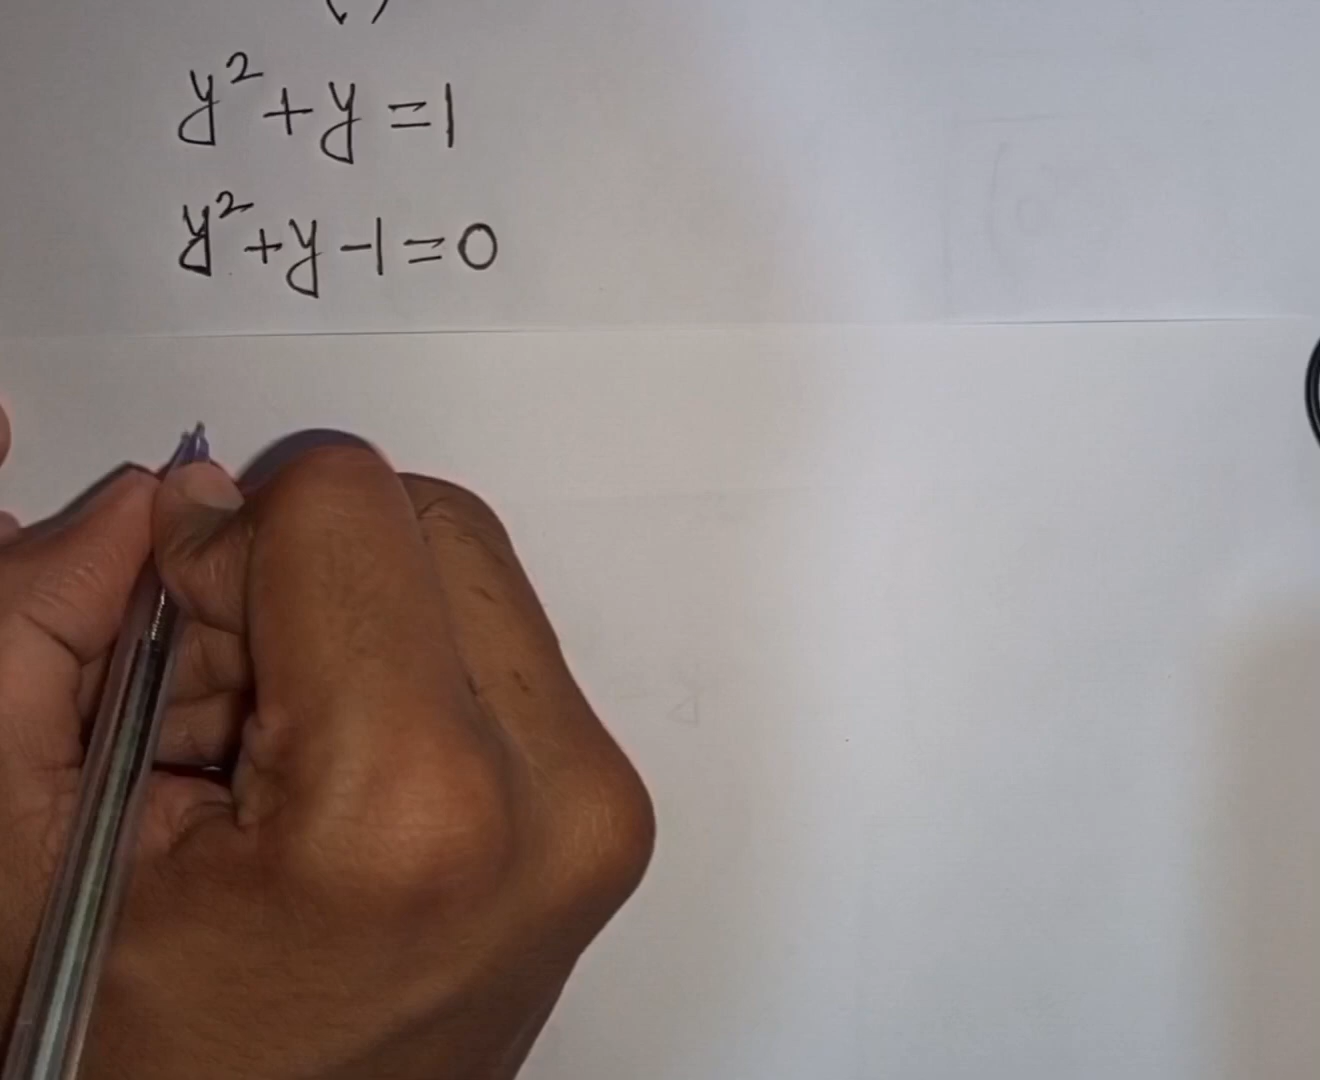 y² + y = 1
y² + y - 1 = 0